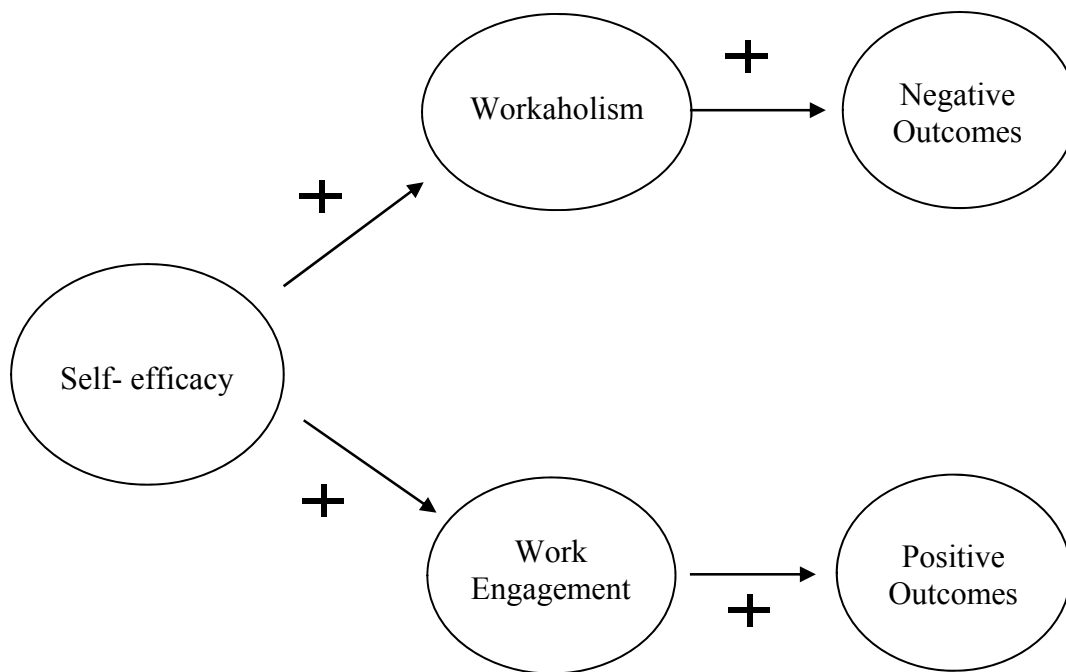 +
Workaholism
Negative
Outcomes
+
Self- efficacy
+
Work
Engagement
+
Positive
Outcomes